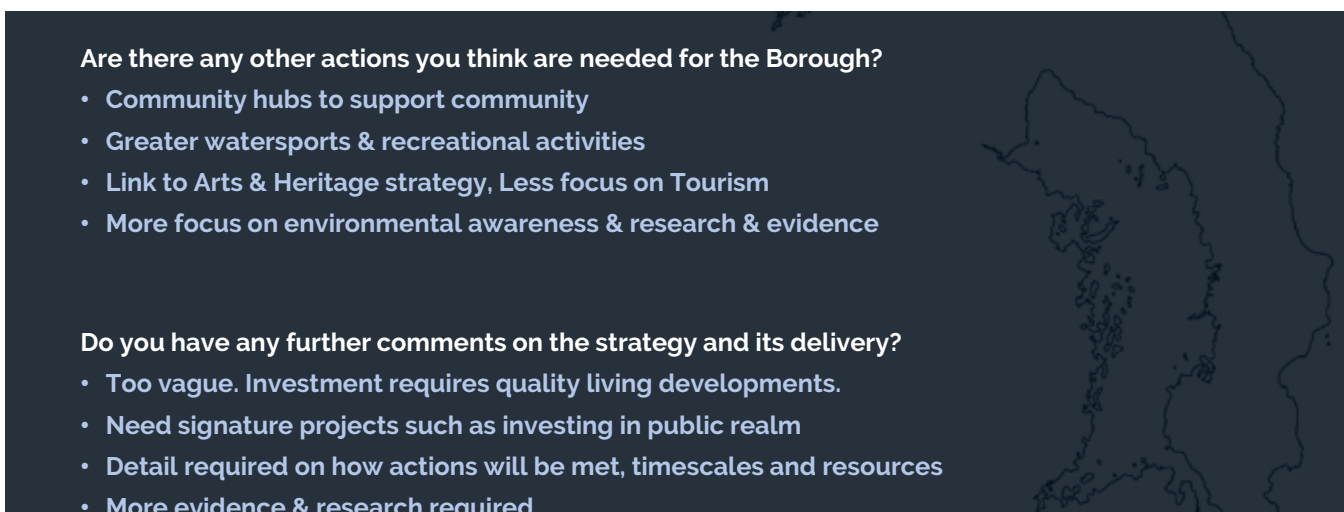 Are there any other actions you think are needed for the Borough?
• Community hubs to support community
• Greater watersports & recreational activities
• Link to Arts & Heritage strategy, Less focus on Tourism
• More focus on environmental awareness & research & evidence
Do you have any further comments on the strategy and its delivery?
• Too vague. Investment requires quality living developments.
• Need signature projects such as investing in public realm
• Detail required on how actions will be met, timescales and resources
• More evidence & research required